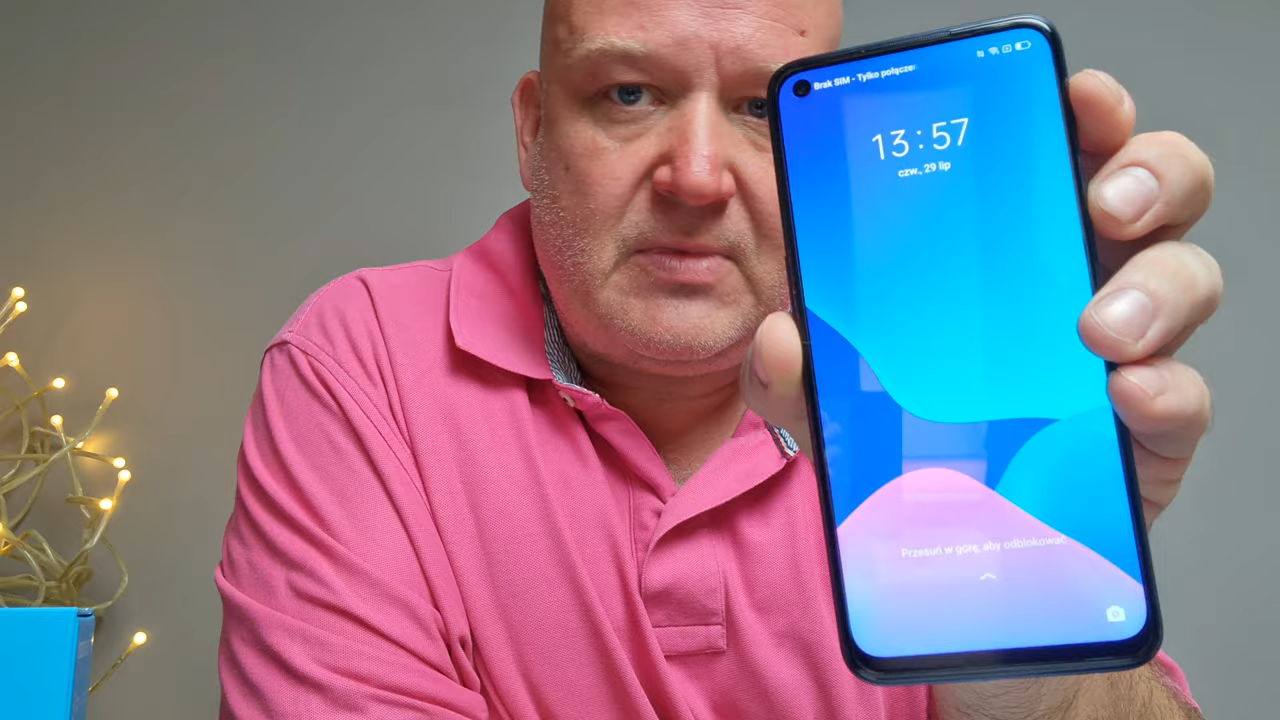 Brak SIM - Tylko połącze
13:57
czw., 29 lip
Przesuń w górę, aby odblokować